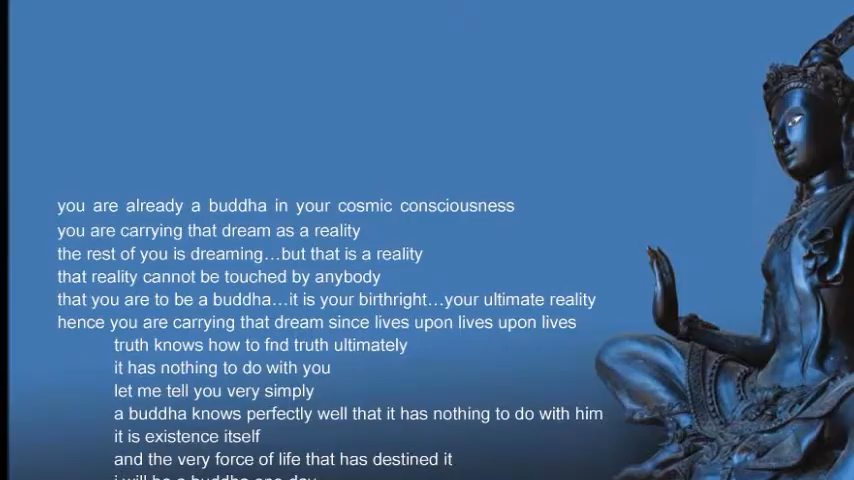 you are already a buddha in your cosmic consciousness
you are carrying that dream as a reality
the rest of you is dreaming...but that is a reality
that reality cannot be touched by anybody
that you are to be a buddha...it is your birthright...your ultimate reality
hence you are carrying that dream since lives upon lives upon lives
truth knows how to fnd truth ultimately
it has nothing to do with you
let me tell you very simply
a buddha knows perfectly well that it has nothing to do with him
it is existence itself
and the very force of life that has destined it
i will be a buddha one day